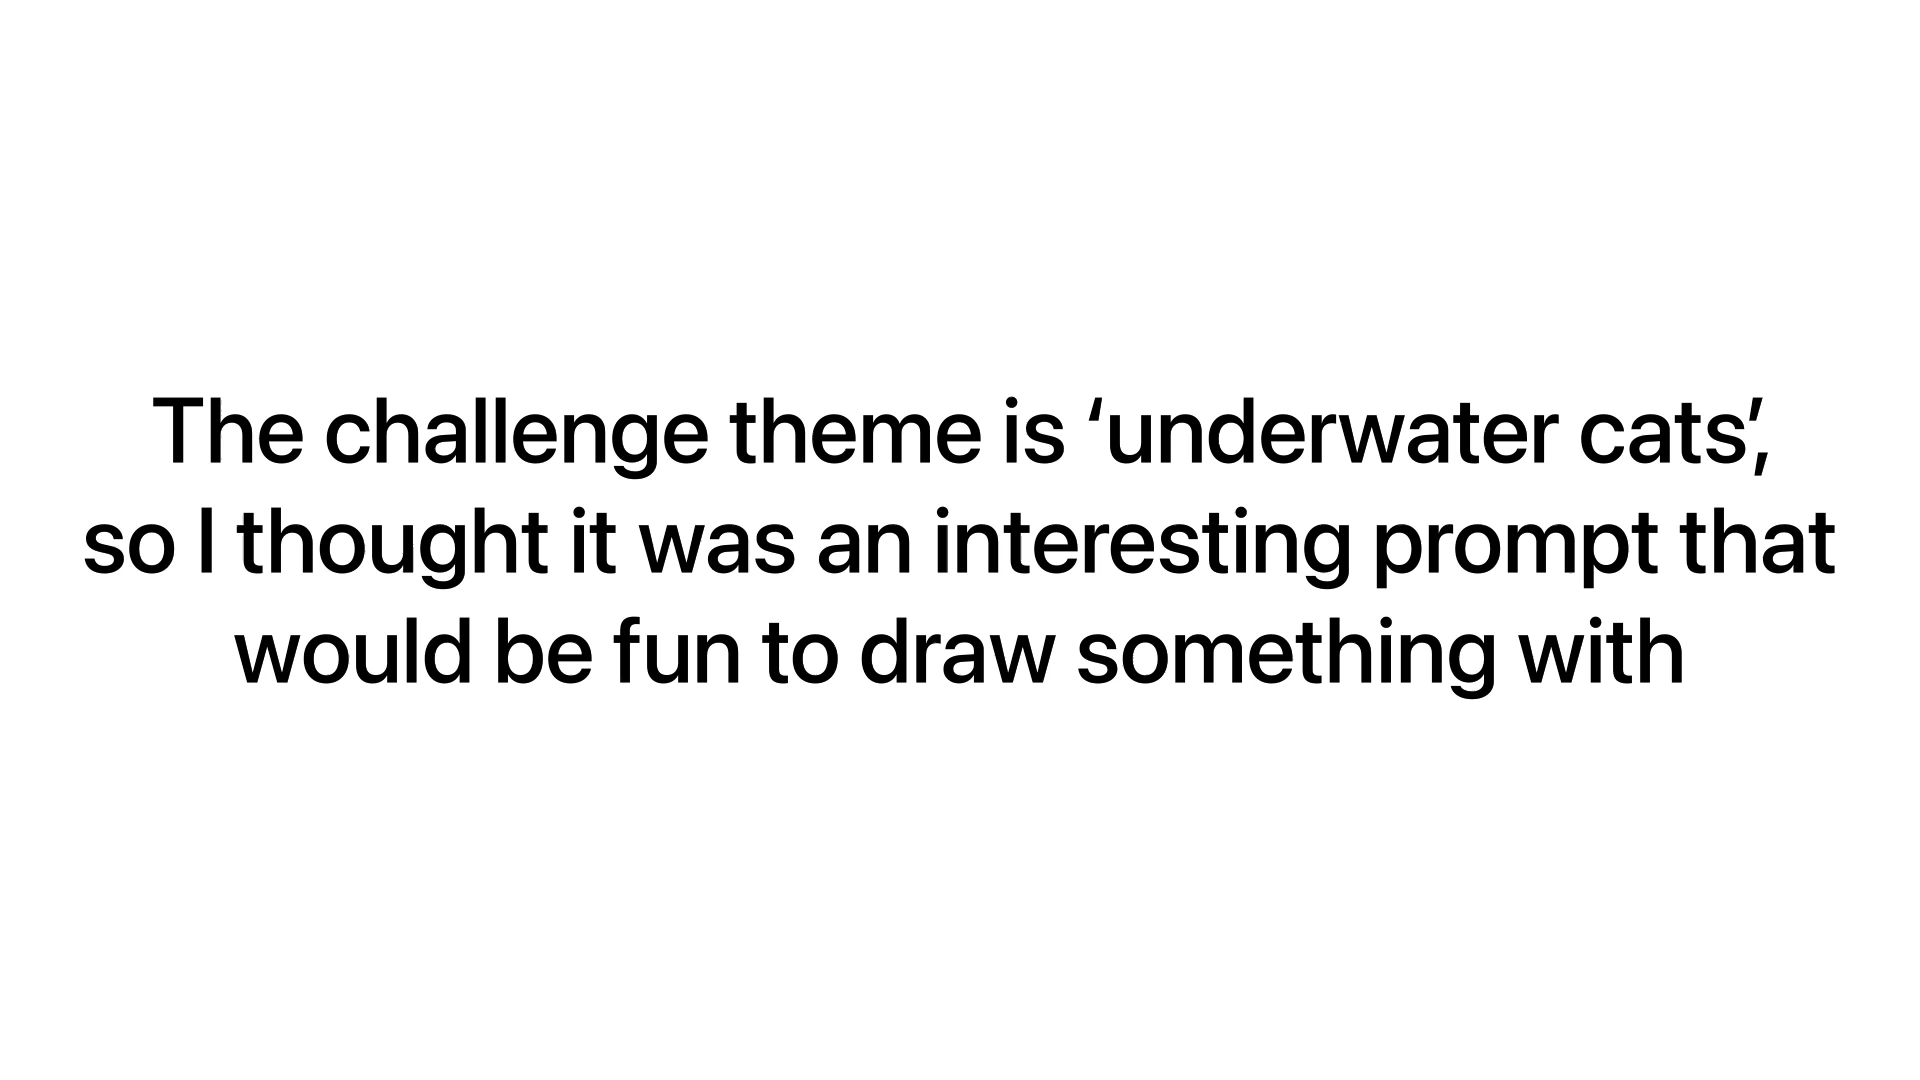 The challenge theme is ‘underwater cats’,
so I thought it was an interesting prompt that
would be fun to draw something with